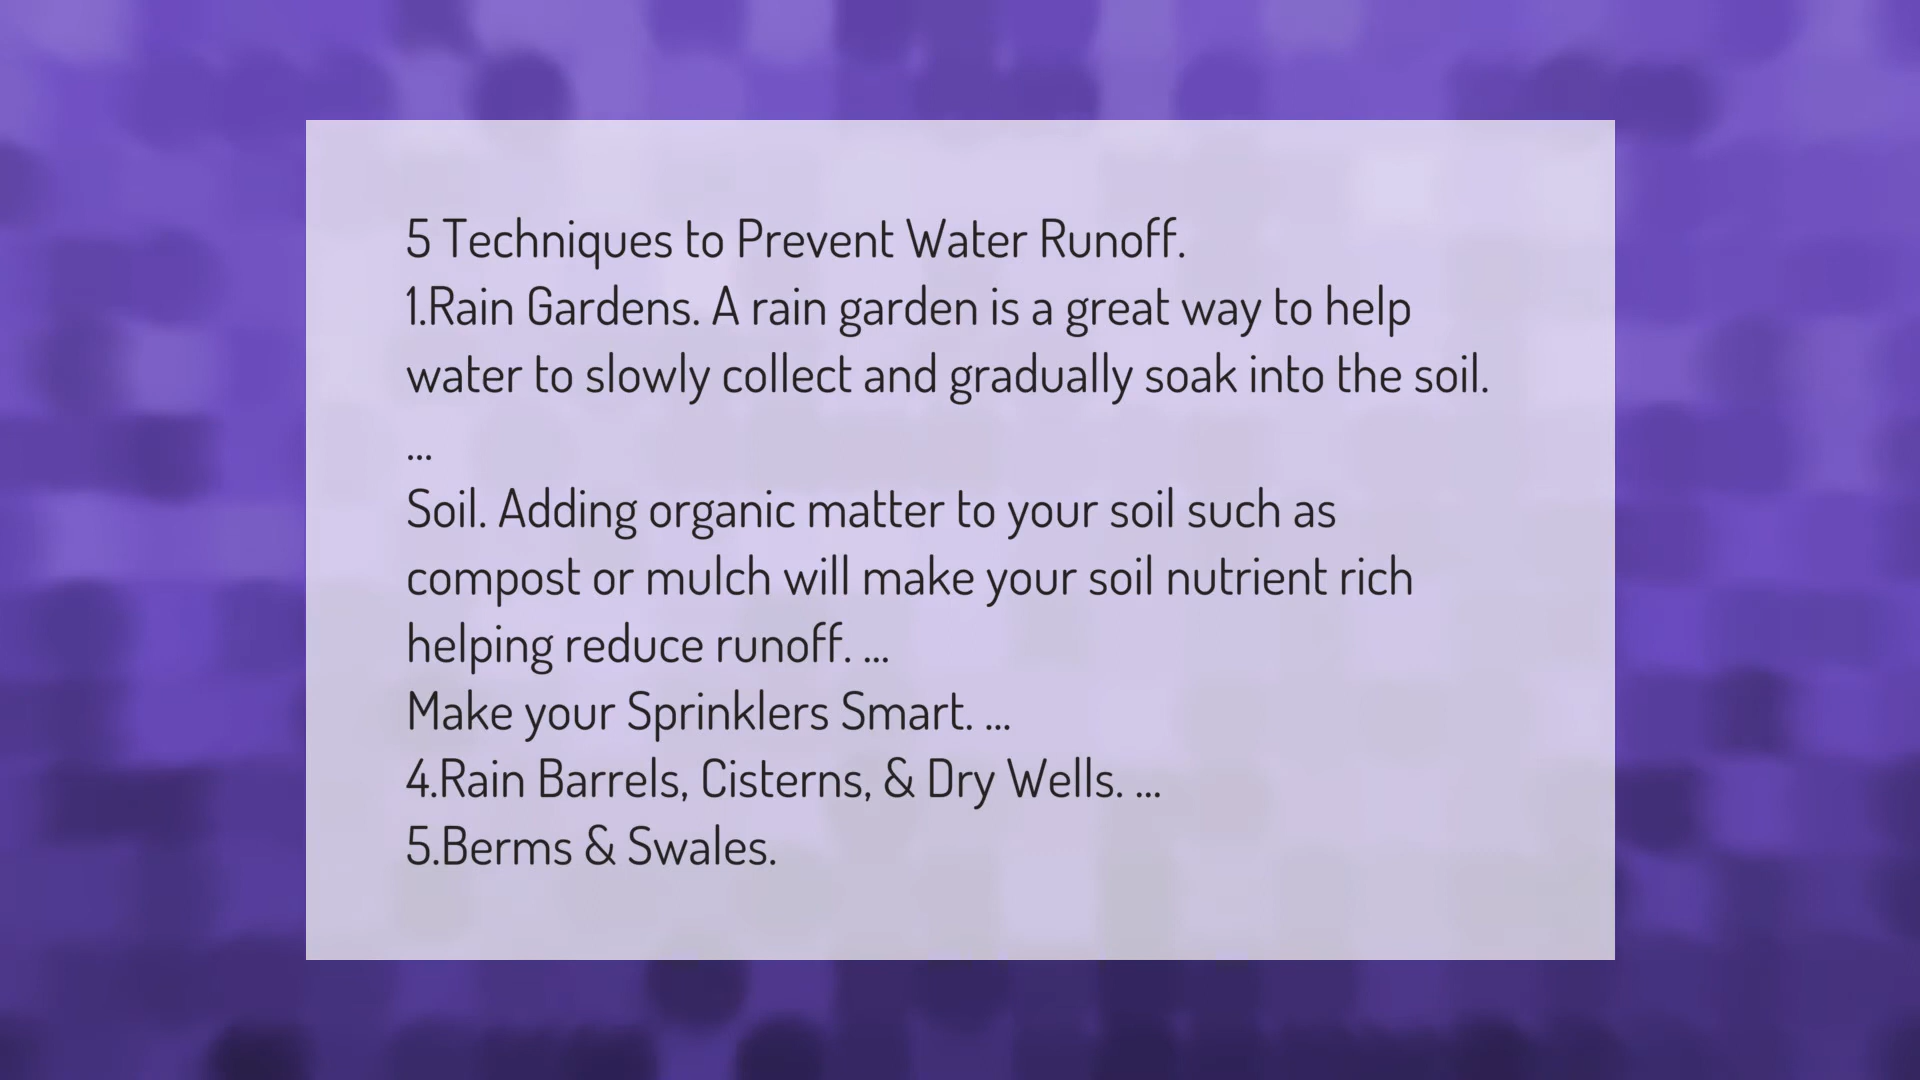 5 Techniques to Prevent Water Runoff.
1.Rain Gardens. A rain garden is a great way to help
water to slowly collect and gradually soak into the soil.
...
Soil. Adding organic matter to your soil such as
compost or mulch will make your soil nutrient rich
helping reduce runoff. ...
Make your Sprinklers Smart. ...
4.Rain Barrels, Cisterns, & Dry Wells. ...
5.Berms & Swales.